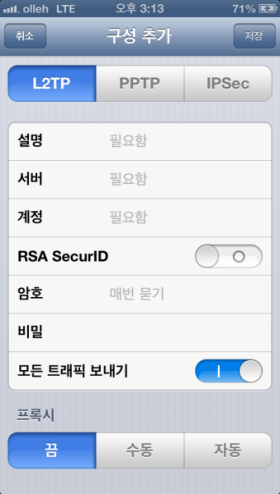 olleh LTE 오후 3:13 71%
취소 구성 추가 저장
L2TP PPTP IPSec
설명 필요함
서버 필요함
계정 필요함
RSA SecurID
암호 매번 묻기
비밀
모든 트래픽 보내기
프록시
끔 수동 자동